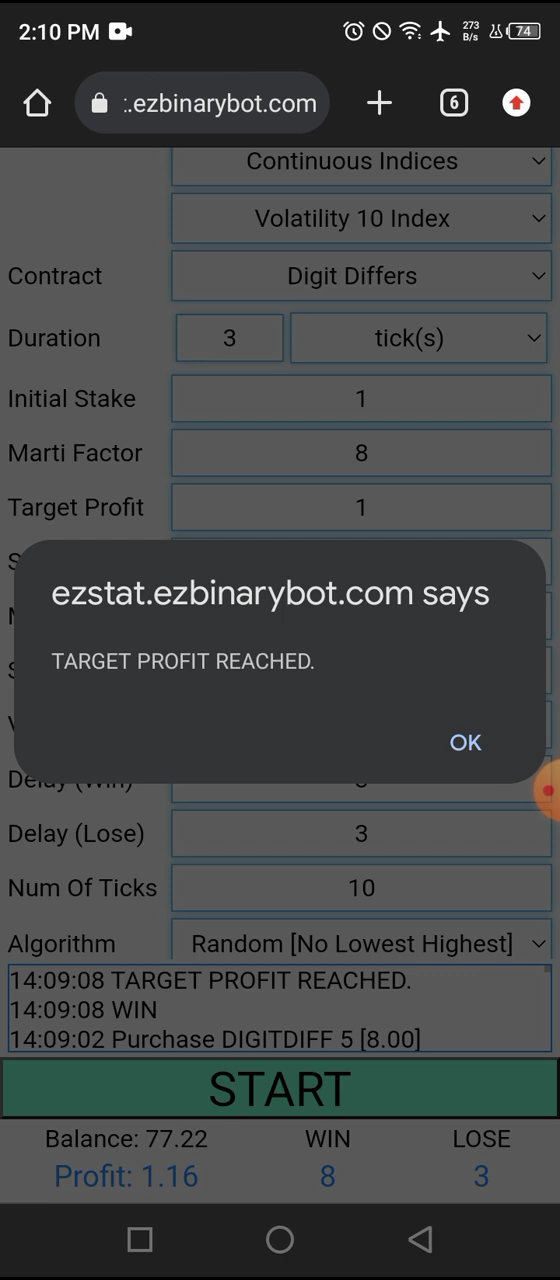 2:10 PM
273
B/s
74
:.ezbinarybot.com
6
Continuous Indices
Volatility 10 Index
Contract Digit Differs
Duration 3 tick(s)
Initial Stake 1
Marti Factor 8
Target Profit 1
ezstat.ezbinarybot.com says
TARGET PROFIT REACHED.
OK
Delay (Win)
Delay (Lose) 3
Num Of Ticks 10
Algorithm Random [No Lowest Highest]
14:09:08 TARGET PROFIT REACHED.
14:09:08 WIN
14:09:02 Purchase DIGITDIFF 5 [8.00]
START
Balance: 77.22 WIN LOSE
Profit: 1.16 8 3